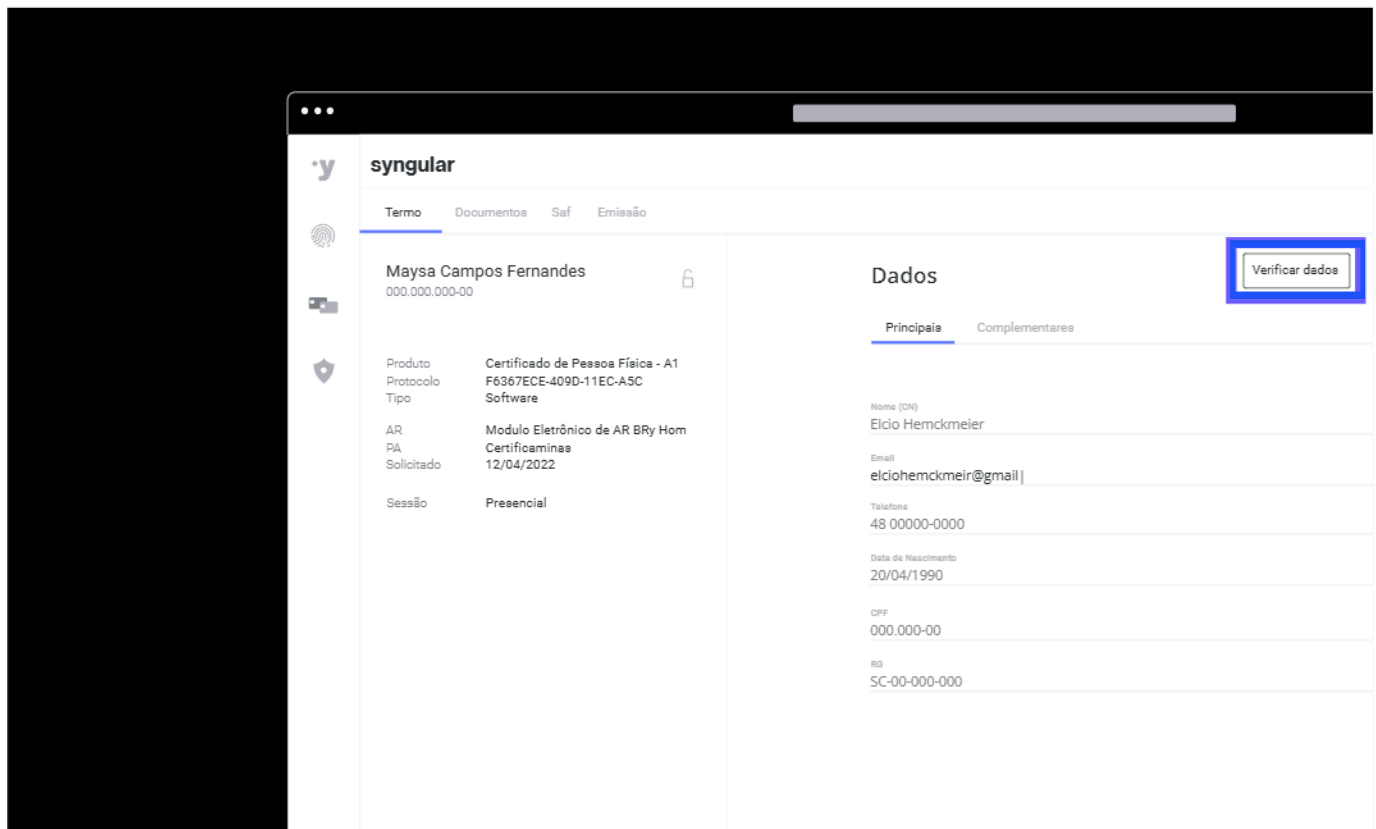 syngular
Termo Documentos Saf Emissão
Maysa Campos Fernandes
000.000.000-00
Produto Certificado de Pessoa Física - A1
Protocolo F6367ECE-409D-11EC-A5C
Tipo Software
AR Modulo Eletrônico de AR BRy Hom
PA Certificaminas
Solicitado 12/04/2022
Sessão Presencial
Dados
Verificar dados
Principais Complementares
Nome (CN)
Elcio Hemckmeier
Email
elciohemckmeir@gmail|
Telefone
48 00000-0000
Data de Nascimento
20/04/1990
CPF
000.000-00
RG
SC-00-000-000